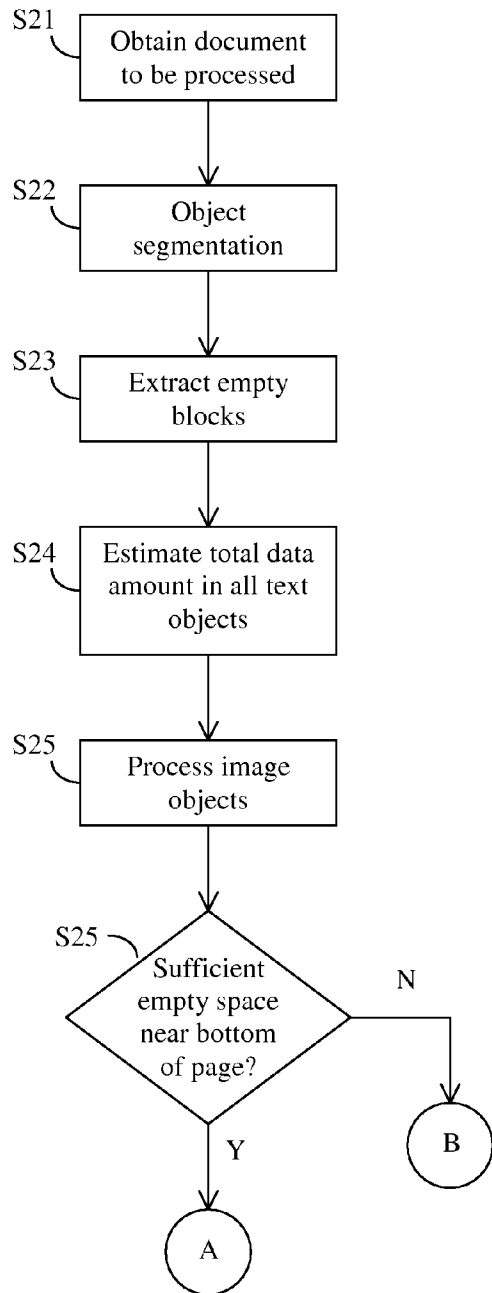 S21
Obtain document
to be processed
S22
Object
segmentation
S23
Extract empty
blocks
S24
Estimate total data
amount in all text
objects
S25
Process image
objects
S25
Sufficient
empty space
near bottom
of page?
N
B
Y
A